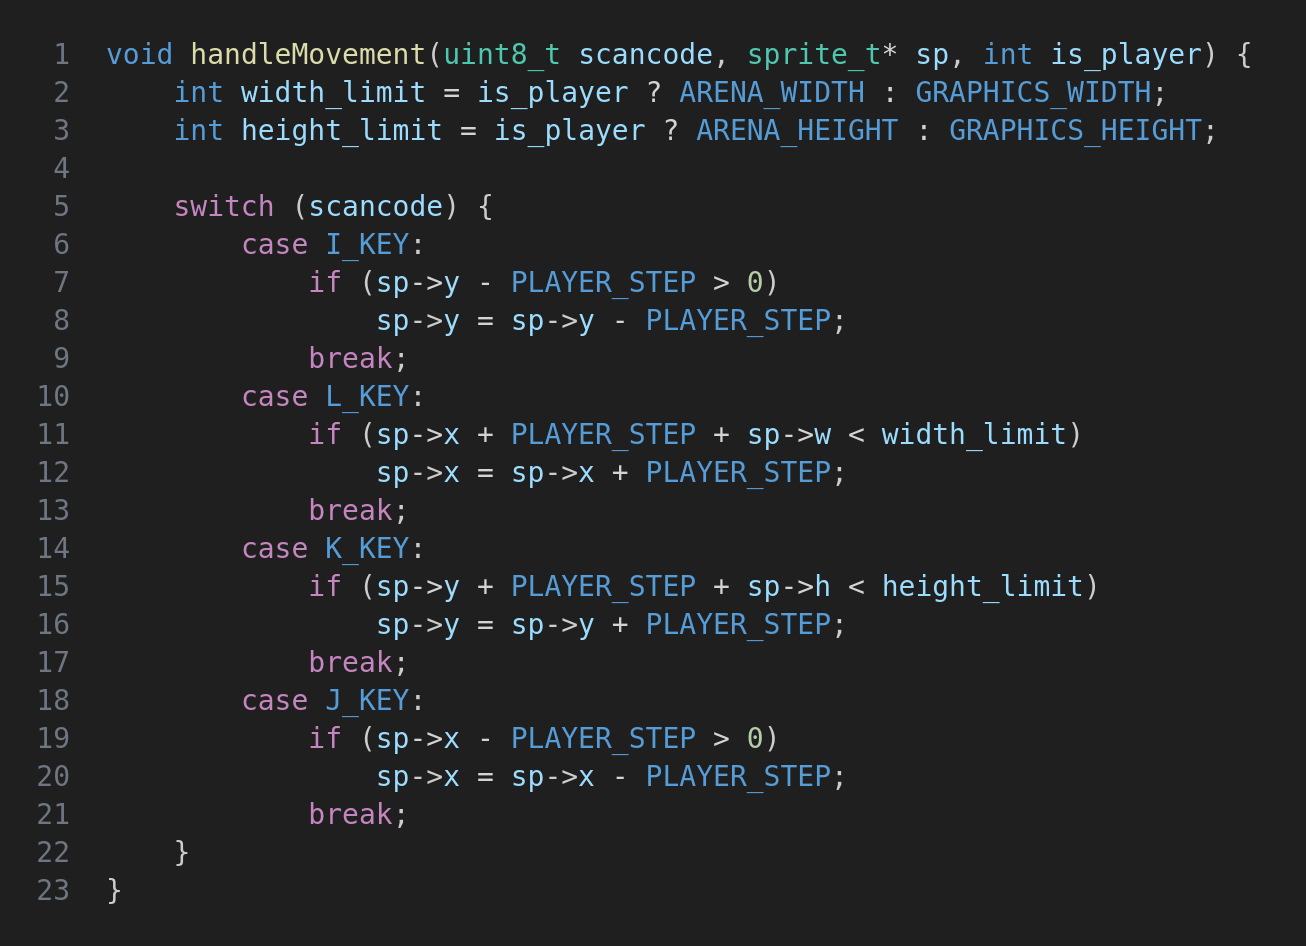 1 void handleMovement(uint8_t scancode, sprite_t* sp, int is_player) {
2     int width_limit = is_player ? ARENA_WIDTH : GRAPHICS_WIDTH;
3     int height_limit = is_player ? ARENA_HEIGHT : GRAPHICS_HEIGHT;
4
5     switch (scancode) {
6         case I_KEY:
7             if (sp->y - PLAYER_STEP > 0)
8                 sp->y = sp->y - PLAYER_STEP;
9             break;
10         case L_KEY:
11             if (sp->x + PLAYER_STEP + sp->w < width_limit)
12                 sp->x = sp->x + PLAYER_STEP;
13             break;
14         case K_KEY:
15             if (sp->y + PLAYER_STEP + sp->h < height_limit)
16                 sp->y = sp->y + PLAYER_STEP;
17             break;
18         case J_KEY:
19             if (sp->x - PLAYER_STEP > 0)
20                 sp->x = sp->x - PLAYER_STEP;
21             break;
22     }
23 }